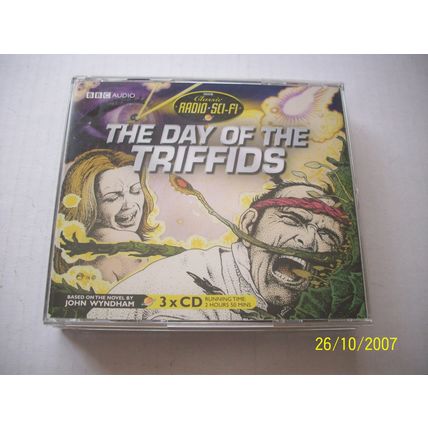 BBC AUDIO
Classic
RADIO·SCI-FI
THE DAY OF THE
TRIFFIDS
BASED ON THE NOVEL BY
JOHN WYNDHAM
3 x CD
RUNNING TIME:
2 HOURS 50 MINS
26/10/2007